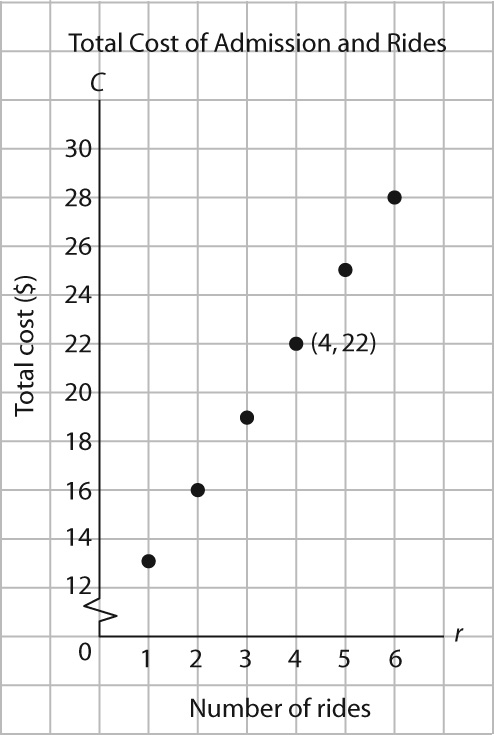 Total Cost of Admission and Rides
C
30
28
26
24
22
20
18
16
14
12
0
Total cost ($)
(4, 22)
1 2 3 4 5 6
r
Number of rides